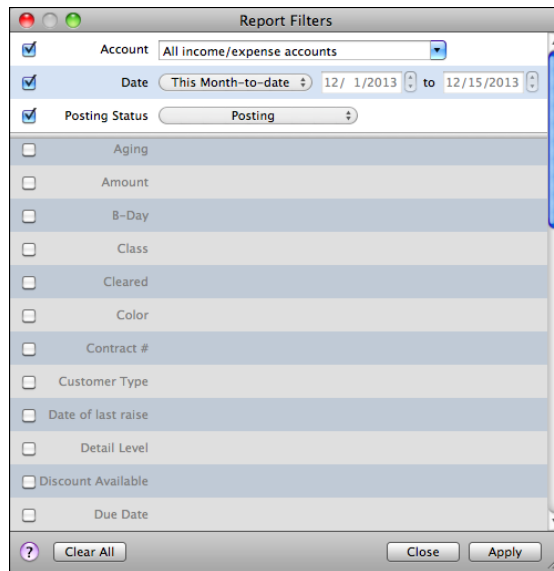 Report Filters
Account All income/expense accounts
Date This Month-to-date 12/ 1/2013 to 12/15/2013
Posting Status Posting
Aging
Amount
B-Day
Class
Cleared
Color
Contract #
Customer Type
Date of last raise
Detail Level
Discount Available
Due Date
? Clear All Close Apply